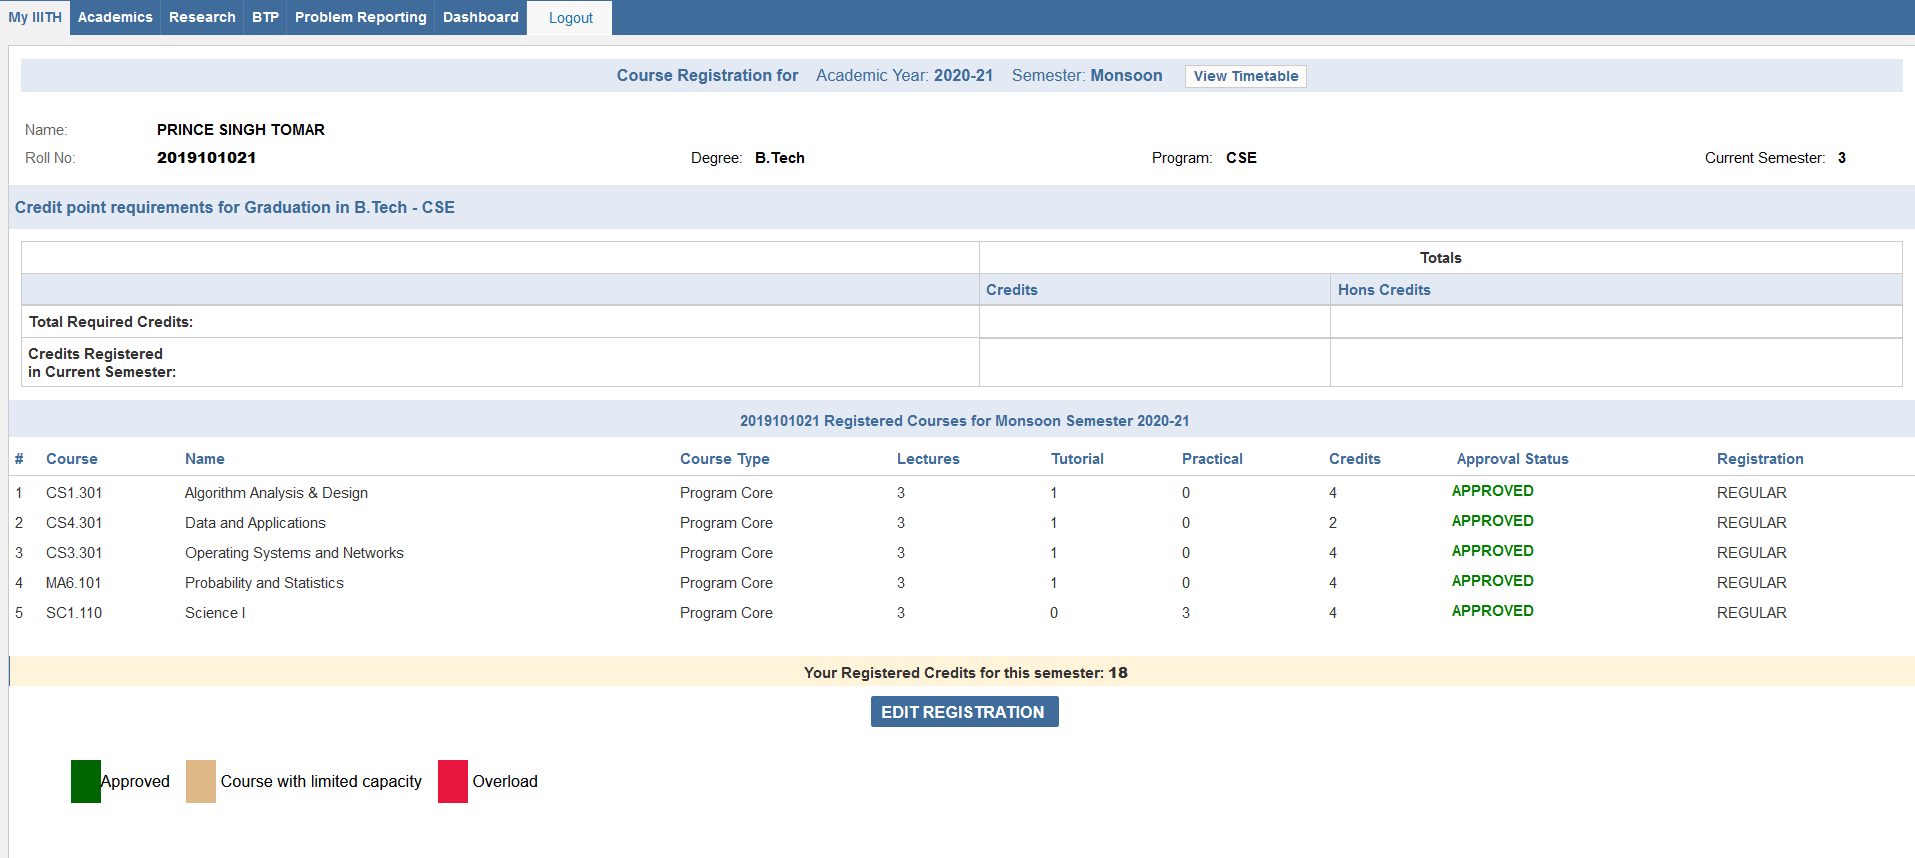 My IIITH Academics Research BTP Problem Reporting Dashboard Logout
Course Registration for Academic Year: 2020-21 Semester: Monsoon View Timetable
Name: PRINCE SINGH TOMAR
Roll No: 2019101021 Degree: B.Tech Program: CSE Current Semester: 3
Credit point requirements for Graduation in B.Tech - CSE
Totals
Credits Hons Credits
Total Required Credits:
Credits Registered
in Current Semester:
2019101021 Registered Courses for Monsoon Semester 2020-21
# Course Name Course Type Lectures Tutorial Practical Credits Approval Status Registration
1 CS1.301 Algorithm Analysis & Design Program Core 3 1 0 4 APPROVED REGULAR
2 CS4.301 Data and Applications Program Core 3 1 0 2 APPROVED REGULAR
3 CS3.301 Operating Systems and Networks Program Core 3 1 0 4 APPROVED REGULAR
4 MA6.101 Probability and Statistics Program Core 3 1 0 4 APPROVED REGULAR
5 SC1.110 Science I Program Core 3 0 3 4 APPROVED REGULAR
Your Registered Credits for this semester: 18
EDIT REGISTRATION
Approved Course with limited capacity Overload